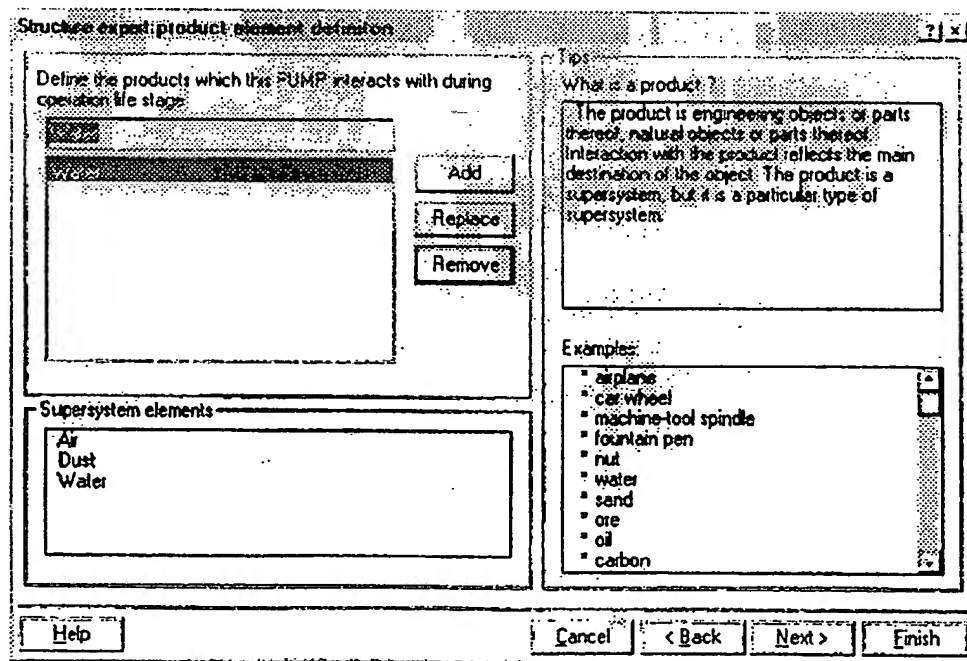 Structure expert: product element definition
? x
Define the products which this PUMP interacts with during
operation life stage
Water
Water
Add
Replace
Remove
Supersystem elements
Air
Dust
Water
Tips
What is a product ?
The product is engineering objects or parts
thereof, natural objects or parts thereof.
Interaction with the product reflects the main
destination of the object. The product is a
supersystem, but it is a particular type of
supersystem.
Examples:
* airplane
* car wheel
* machine-tool spindle
* fountain pen
* nut
* water
* sand
* ore
* oil
* carbon
Help
Cancel
< Back
Next >
Finish